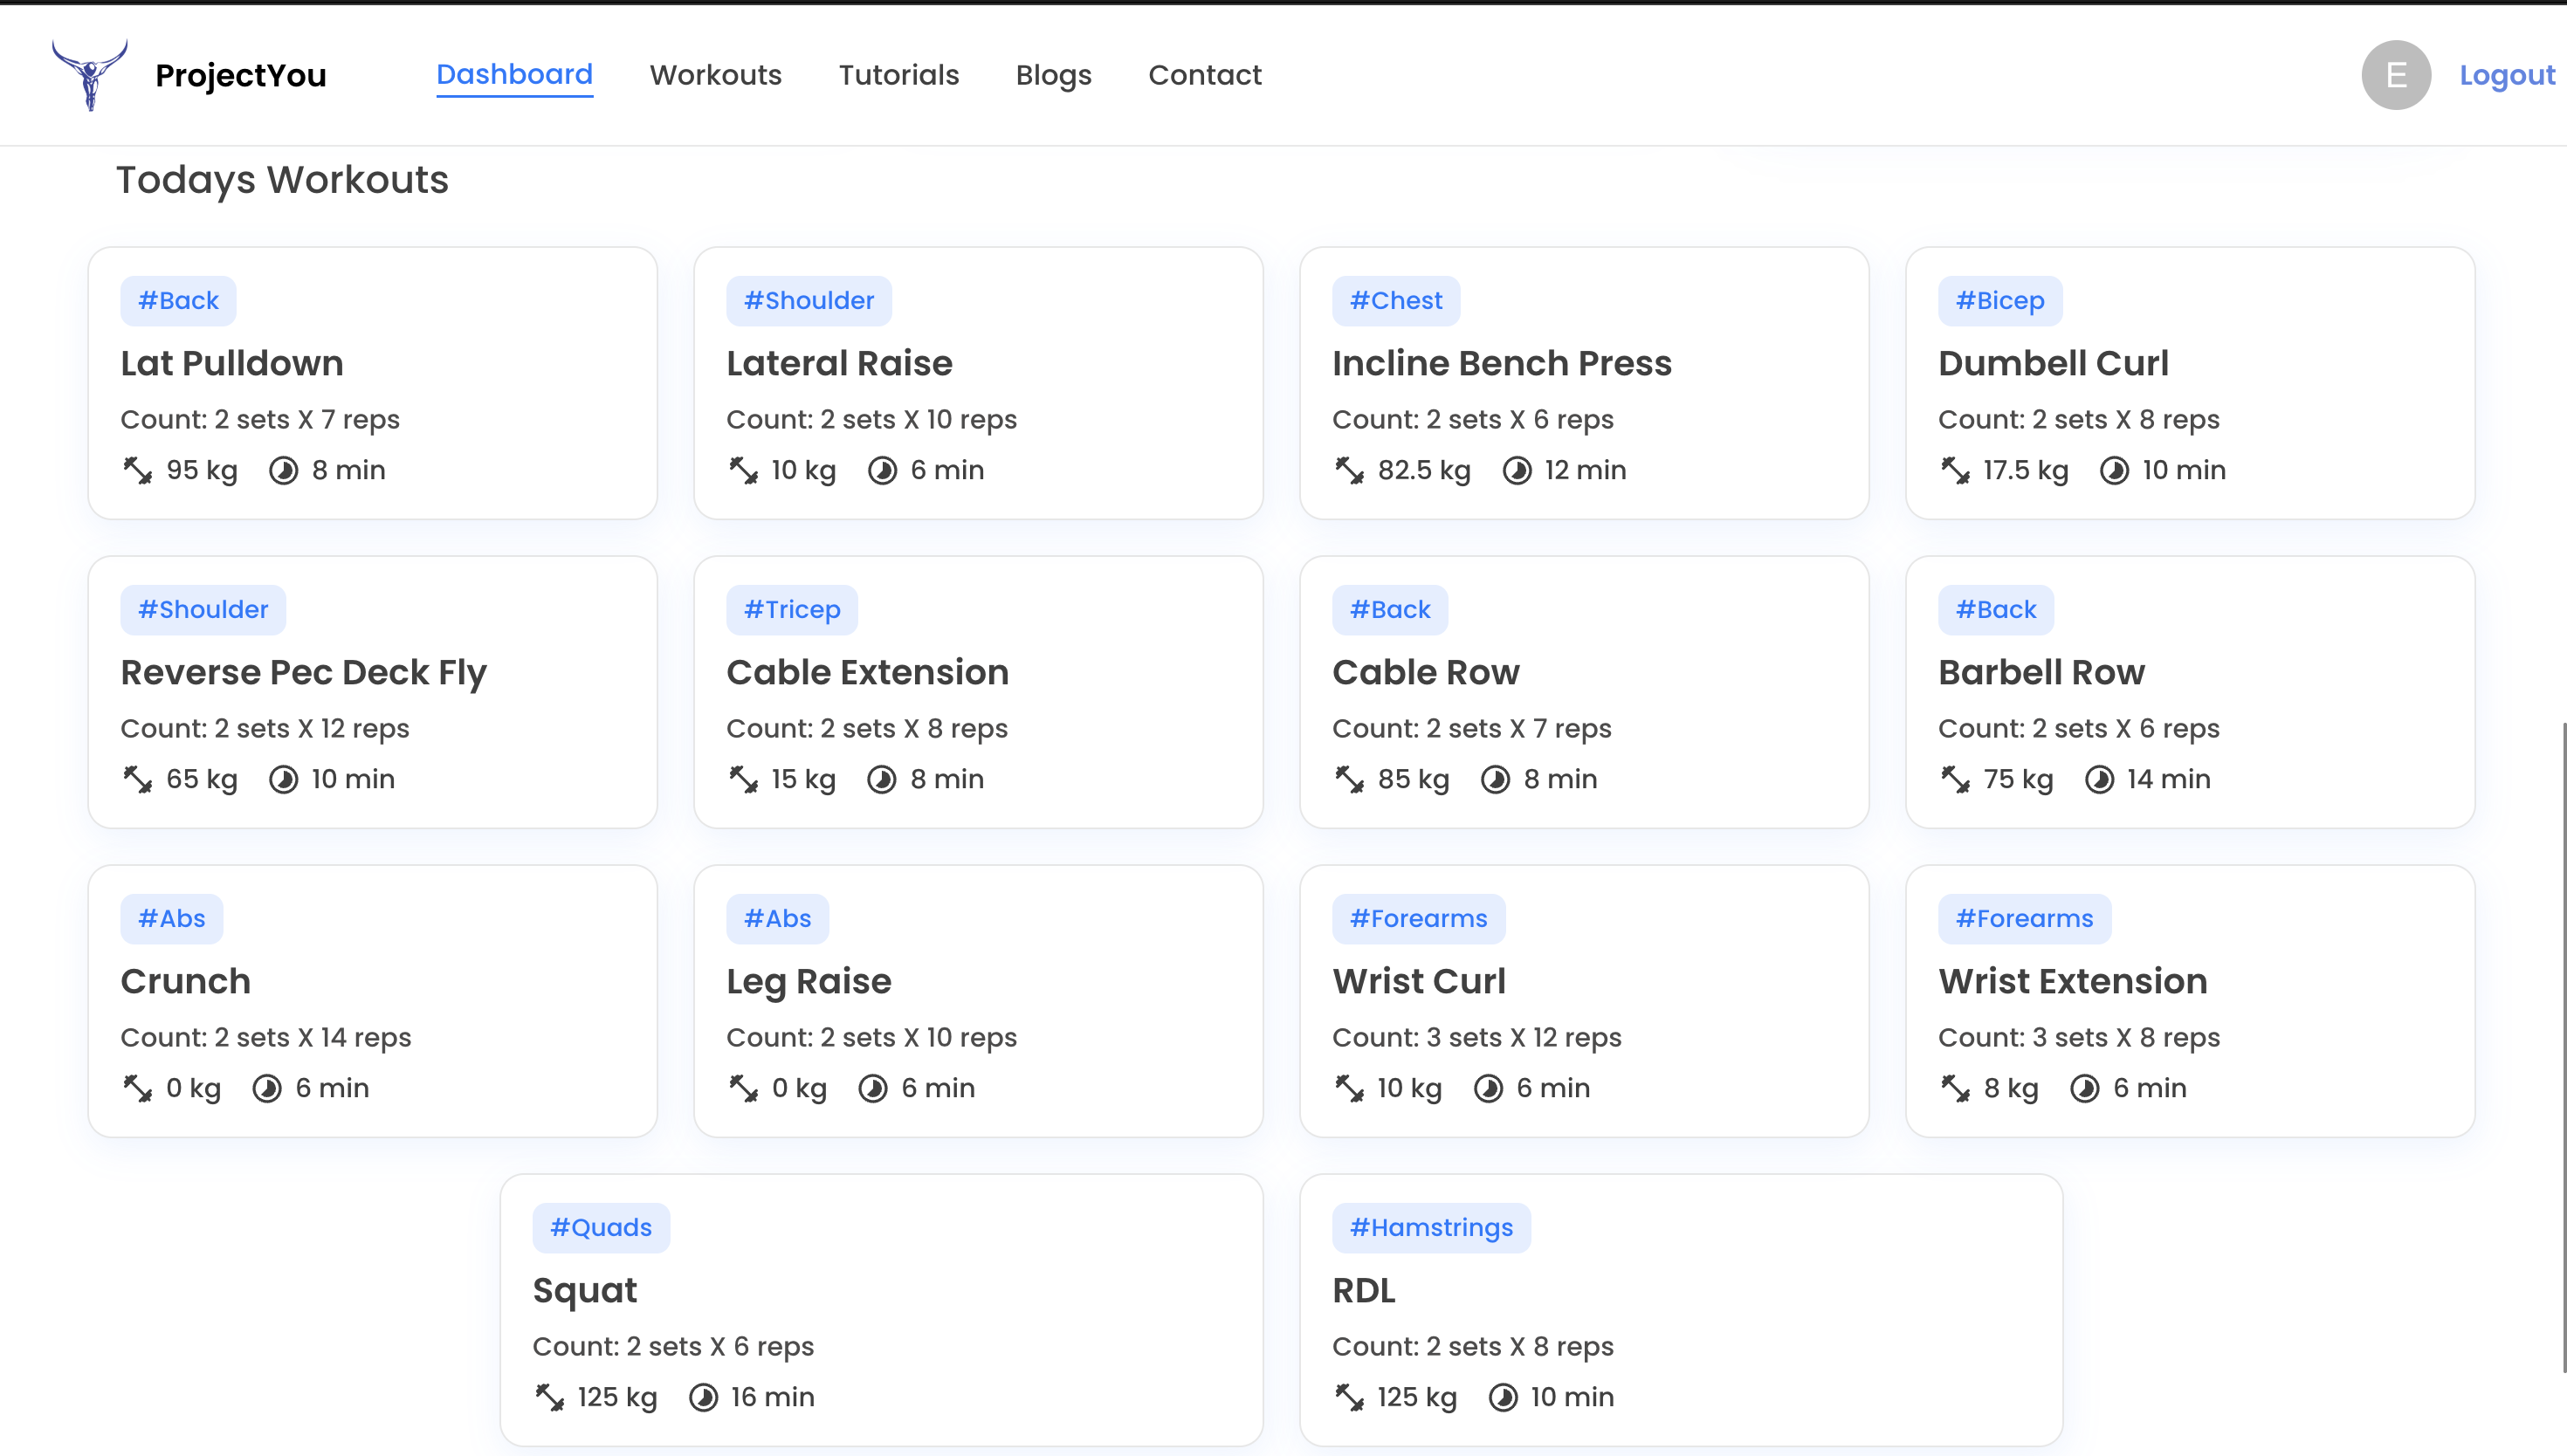 ProjectYou Dashboard Workouts Tutorials Blogs Contact E Logout
Todays Workouts
#Back
Lat Pulldown
Count: 2 sets X 7 reps
95 kg 8 min
#Shoulder
Lateral Raise
Count: 2 sets X 10 reps
10 kg 6 min
#Chest
Incline Bench Press
Count: 2 sets X 6 reps
82.5 kg 12 min
#Bicep
Dumbell Curl
Count: 2 sets X 8 reps
17.5 kg 10 min
#Shoulder
Reverse Pec Deck Fly
Count: 2 sets X 12 reps
65 kg 10 min
#Tricep
Cable Extension
Count: 2 sets X 8 reps
15 kg 8 min
#Back
Cable Row
Count: 2 sets X 7 reps
85 kg 8 min
#Back
Barbell Row
Count: 2 sets X 6 reps
75 kg 14 min
#Abs
Crunch
Count: 2 sets X 14 reps
0 kg 6 min
#Abs
Leg Raise
Count: 2 sets X 10 reps
0 kg 6 min
#Forearms
Wrist Curl
Count: 3 sets X 12 reps
10 kg 6 min
#Forearms
Wrist Extension
Count: 3 sets X 8 reps
8 kg 6 min
#Quads
Squat
Count: 2 sets X 6 reps
125 kg 16 min
#Hamstrings
RDL
Count: 2 sets X 8 reps
125 kg 10 min